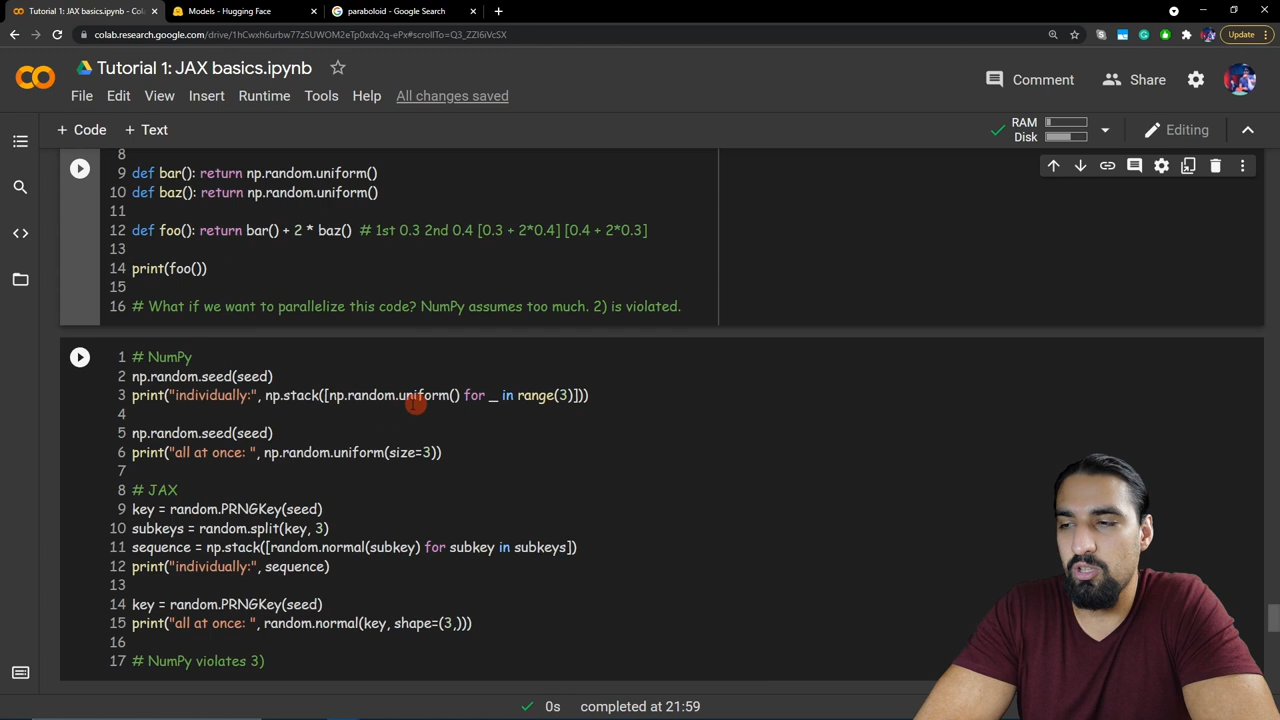 Tutorial 1: JAX basics.ipynb - Col
Models - Hugging Face
paraboloid - Google Search
colab.research.google.com/drive/1hCwxh6urbw77zSUWOM2eTp0xdv2q-ePx#scrollTo=Q3_ZZI6iVcSX
Update
Tutorial 1: JAX basics.ipynb
Comment
Share
File Edit View Insert Runtime Tools Help All changes saved
+ Code + Text
RAM
Disk
Editing
8
9 def bar(): return np.random.uniform()
10 def baz(): return np.random.uniform()
11
12 def foo(): return bar() + 2 * baz() # 1st 0.3 2nd 0.4 [0.3 + 2*0.4] [0.4 + 2*0.3]
13
14 print(foo())
15
16 # What if we want to parallelize this code? NumPy assumes too much. 2) is violated.
1 # NumPy
2 np.random.seed(seed)
3 print("individually:", np.stack([np.random.uniform() for _ in range(3)]))
4
5 np.random.seed(seed)
6 print("all at once: ", np.random.uniform(size=3))
7
8 # JAX
9 key = random.PRNGKey(seed)
10 subkeys = random.split(key, 3)
11 sequence = np.stack([random.normal(subkey) for subkey in subkeys])
12 print("individually:", sequence)
13
14 key = random.PRNGKey(seed)
15 print("all at once: ", random.normal(key, shape=(3,)))
16
17 # NumPy violates 3)
0s completed at 21:59